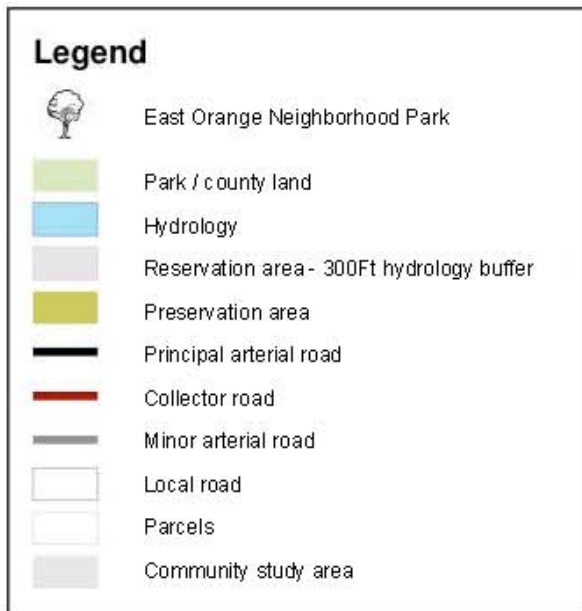 Legend
East Orange Neighborhood Park
Park / county land
Hydrology
Reservation area - 300Ft hydrology buffer
Preservation area
Principal arterial road
Collector road
Minor arterial road
Local road
Parcels
Community study area